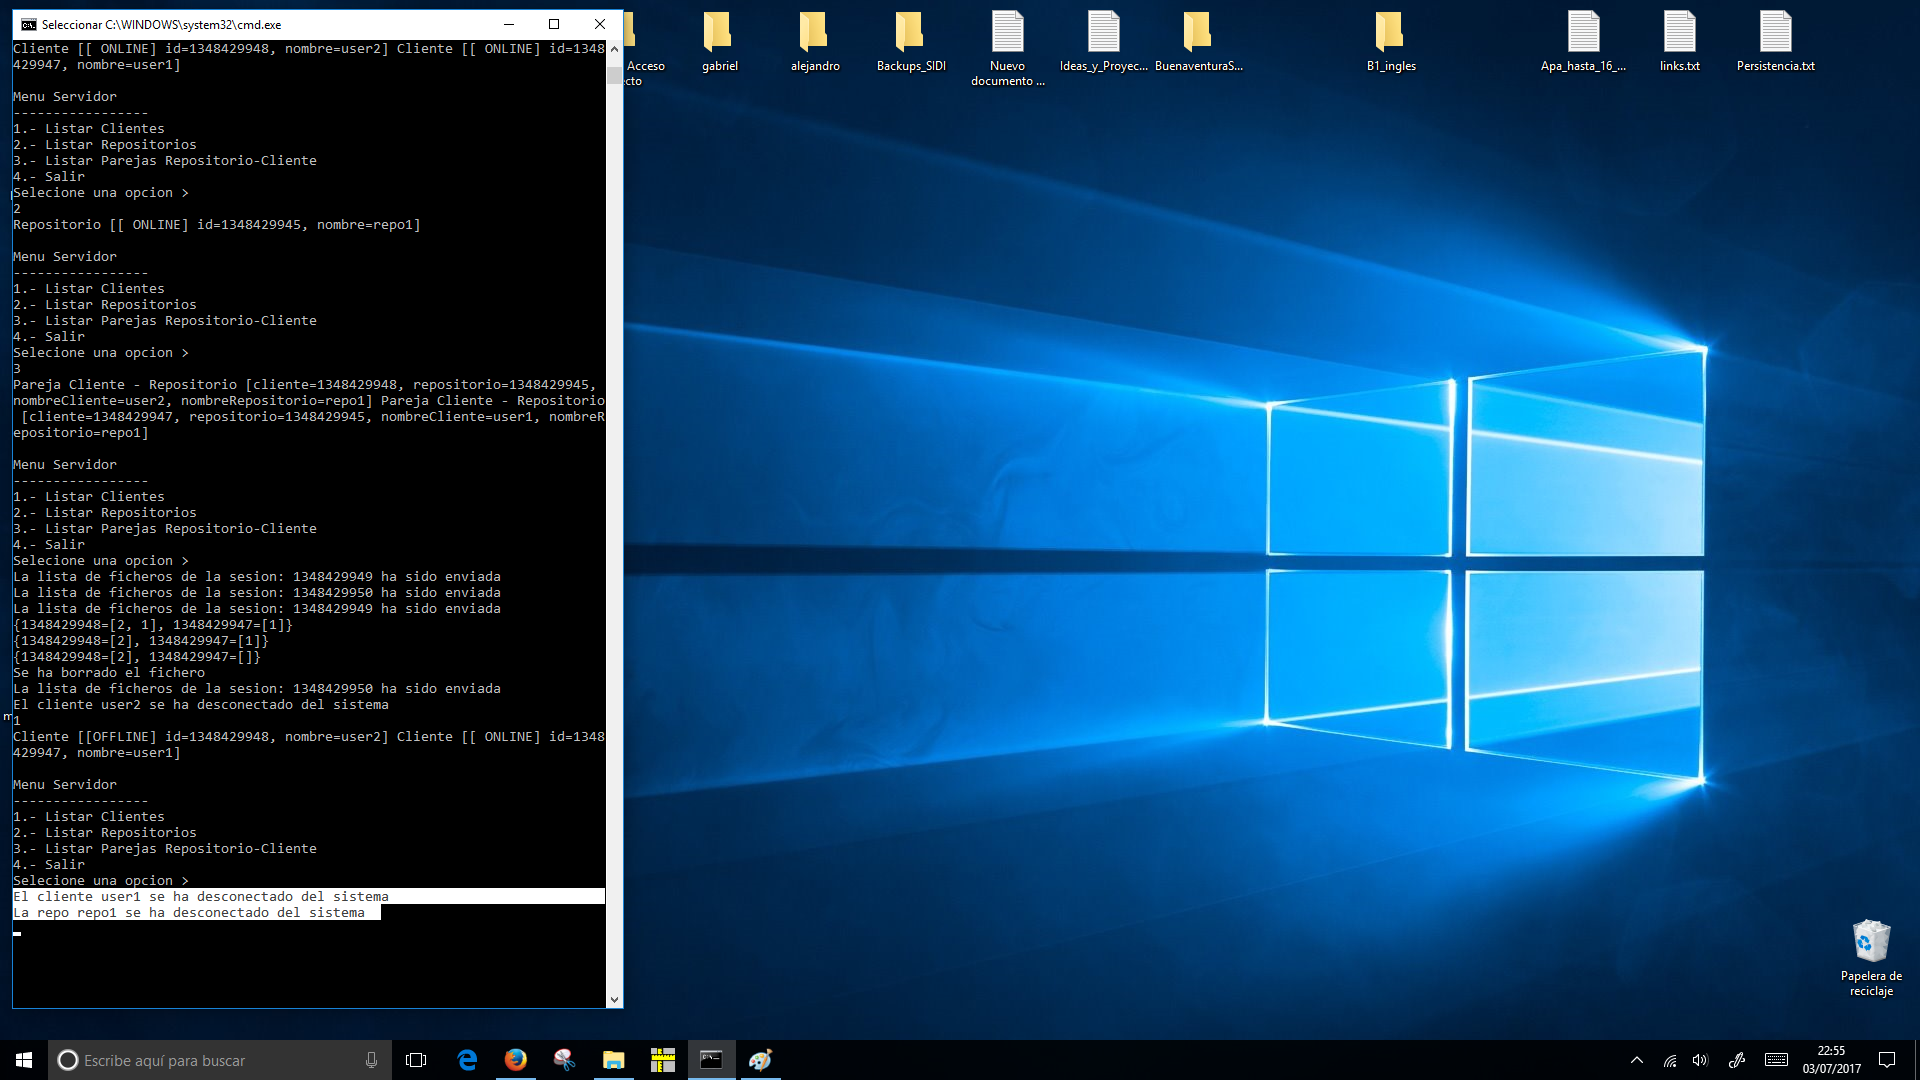 Seleccionar C:\WINDOWS\system32\cmd.exe
Cliente [[ ONLINE] id=1348429948, nombre=user2] Cliente [[ ONLINE] id=1348
429947, nombre=user1]
Menu Servidor
-----------------
1.- Listar Clientes
2.- Listar Repositorios
3.- Listar Parejas Repositorio-Cliente
4.- Salir
Selecione una opcion >
2
Repositorio [[ ONLINE] id=1348429945, nombre=repo1]
Menu Servidor
-----------------
1.- Listar Clientes
2.- Listar Repositorios
3.- Listar Parejas Repositorio-Cliente
4.- Salir
Selecione una opcion >
3
Pareja Cliente - Repositorio [cliente=1348429948, repositorio=1348429945,
nombreCliente=user2, nombreRepositorio=repo1] Pareja Cliente - Repositorio
[cliente=1348429947, repositorio=1348429945, nombreCliente=user1, nombreR
epositorio=repo1]
Menu Servidor
-----------------
1.- Listar Clientes
2.- Listar Repositorios
3.- Listar Parejas Repositorio-Cliente
4.- Salir
Selecione una opcion >
La lista de ficheros de la sesion: 1348429949 ha sido enviada
La lista de ficheros de la sesion: 1348429950 ha sido enviada
La lista de ficheros de la sesion: 1348429949 ha sido enviada
{1348429948=[2, 1], 1348429947=[1]}
{1348429948=[2], 1348429947=[1]}
{1348429948=[2], 1348429947=[]}
Se ha borrado el fichero
La lista de ficheros de la sesion: 1348429950 ha sido enviada
El cliente user2 se ha desconectado del sistema
1
Cliente [[OFFLINE] id=1348429948, nombre=user2] Cliente [[ ONLINE] id=1348
429947, nombre=user1]
Menu Servidor
-----------------
1.- Listar Clientes
2.- Listar Repositorios
3.- Listar Parejas Repositorio-Cliente
4.- Salir
Selecione una opcion >
El cliente user1 se ha desconectado del sistema
La repo repo1 se ha desconectado del sistema
Acceso
ecto
gabriel
alejandro
Backups_SIDI
Nuevo
documento ...
Ideas_y_Proyec...
BuenaventuraS...
B1_ingles
Apa_hasta_16_...
links.txt
Persistencia.txt
Papelera de
reciclaje
Escribe aquí para buscar
22:55
03/07/2017